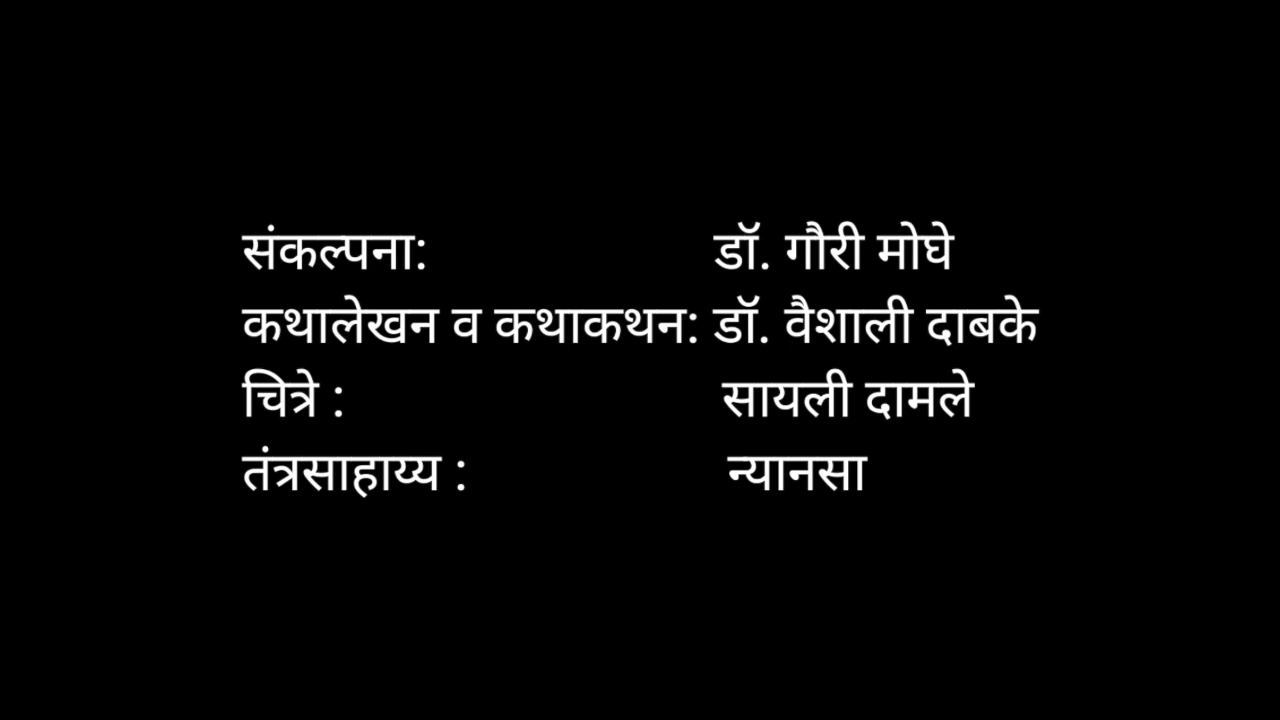 संकल्पना: डॉ. गौरी मोघे
कथालेखन व कथाकथन: डॉ. वैशाली दाबके
चित्रे : सायली दामले
तंत्रसाहाय्य : न्यानसा